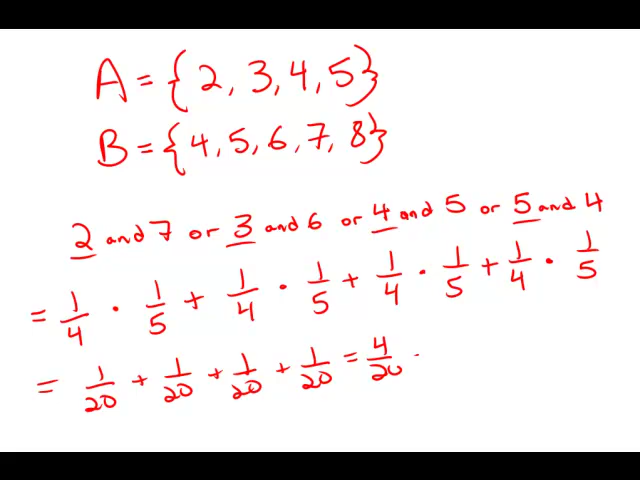 A = {2, 3, 4, 5}
B = {4, 5, 6, 7, 8}
2 and 7 or 3 and 6 or 4 and 5 or 5 and 4
= 1/4 · 1/5 + 1/4 · 1/5 + 1/4 · 1/5 + 1/4 · 1/5
= 1/20 + 1/20 + 1/20 + 1/20 = 4/20